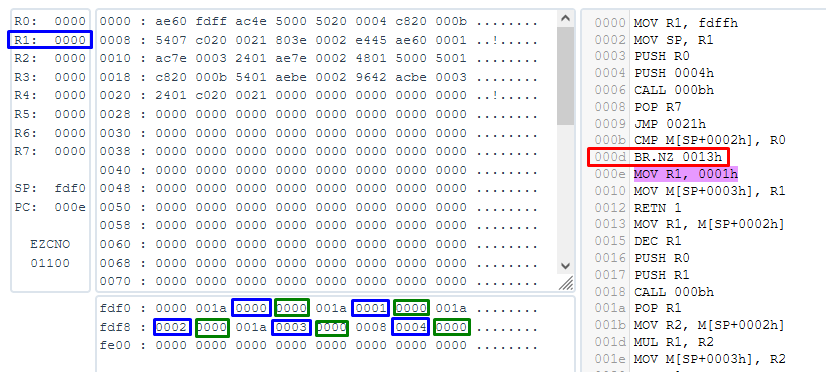 R0: 0000
R1: 0000
R2: 0000
R3: 0000
R4: 0000
R5: 0000
R6: 0000
R7: 0000
SP: fdf0
PC: 000e
EZCNO
01100
0000 : ae60 fdff ac4e 5000 5020 0004 c820 000b ........
0008 : 5407 c020 0021 803e 0002 e445 ae60 0001 ..!.....
0010 : ac7e 0003 2401 ae7e 0002 4801 5000 5001 ........
0018 : c820 000b 5401 aebe 0002 9642 acbe 0003 ........
0020 : 2401 c020 0021 0000 0000 0000 0000 0000 ..!.....
0028 : 0000 0000 0000 0000 0000 0000 0000 0000 ........
0030 : 0000 0000 0000 0000 0000 0000 0000 0000 ........
0038 : 0000 0000 0000 0000 0000 0000 0000 0000 ........
0040 : 0000 0000 0000 0000 0000 0000 0000 0000 ........
0048 : 0000 0000 0000 0000 0000 0000 0000 0000 ........
0050 : 0000 0000 0000 0000 0000 0000 0000 0000 ........
0058 : 0000 0000 0000 0000 0000 0000 0000 0000 ........
0060 : 0000 0000 0000 0000 0000 0000 0000 0000 ........
0068 : 0000 0000 0000 0000 0000 0000 0000 0000 ........
0070 : 0000 0000 0000 0000 0000 0000 0000 0000 ........
fdf0 : 0000 001a 0000 0000 001a 0001 0000 001a ........
fdf8 : 0002 0000 001a 0003 0000 0008 0004 0000 ........
fe00 : 0000 0000 0000 0000 0000 0000 0000 0000 ........
0000 MOV R1, fdffh
0002 MOV SP, R1
0003 PUSH R0
0004 PUSH 0004h
0006 CALL 000bh
0008 POP R7
0009 JMP 0021h
000b CMP M[SP+0002h], R0
000d BR.NZ 0013h
000e MOV R1, 0001h
0010 MOV M[SP+0003h], R1
0012 RETN 1
0013 MOV R1, M[SP+0002h]
0015 DEC R1
0016 PUSH R0
0017 PUSH R1
0018 CALL 000bh
001a POP R1
001b MOV R2, M[SP+0002h]
001d MUL R1, R2
001e MOV M[SP+0003h], R2